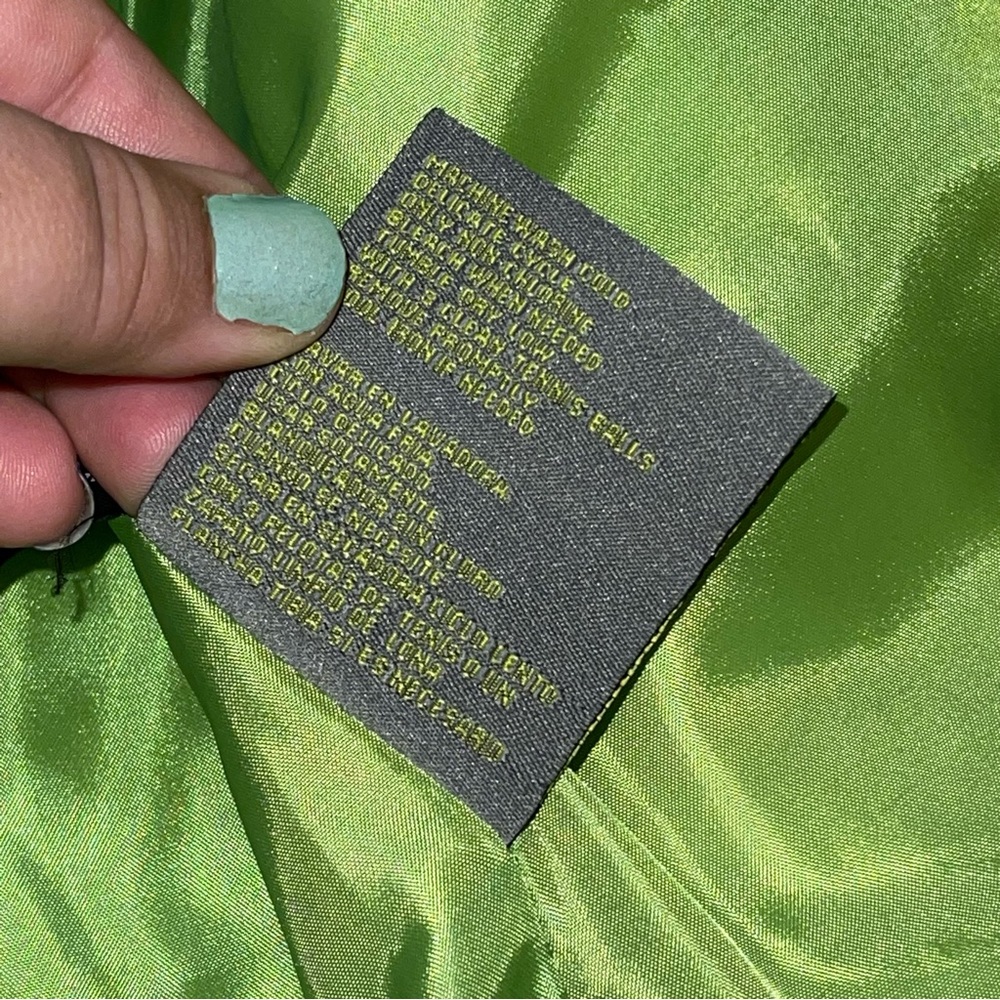 MACHINE WASH COLD
DELICATE CYCLE
ONLY NON CHLORINE
BLEACH WHEN NEEDED
TUMBLE DRY LOW
WITH 3 CLEAN TENNIS BALLS
REMOVE PROMPTLY
COOL IRON IF NEEDED
LAVAR EN LAVADORA
CON AGUA FRIA
CICLO DELICADO
USAR SOLAMENTE
BLANQUEADOR SIN CLORO
CUANDO SE NECESITE
SECAR EN SECADORA CICLO LENTO
CON 3 PELOTAS DE TENIS O UN
ZAPATO LIMPIO DE LONA
PLANCHA TIBIA SI ES NECESARIO